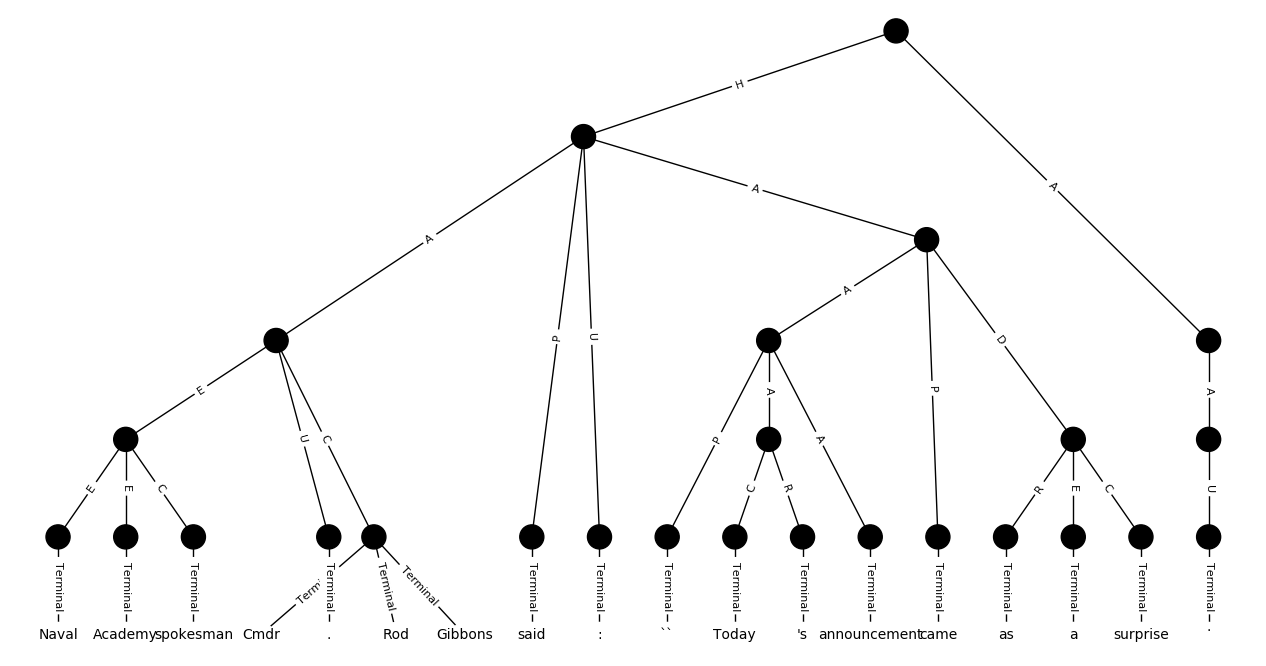 H
A
A
A
A
P
U
A
P
D
E
U
C
P
A
A
A
E
E
C
C
R
R
E
C
U
Terminal Terminal Terminal Terminal Terminal Terminal Terminal Terminal Terminal Terminal Terminal Terminal Terminal Terminal Terminal Terminal Terminal Terminal
Naval Academy spokesman Cmdr . Rod Gibbons said : `` Today 's announcement came as a surprise .